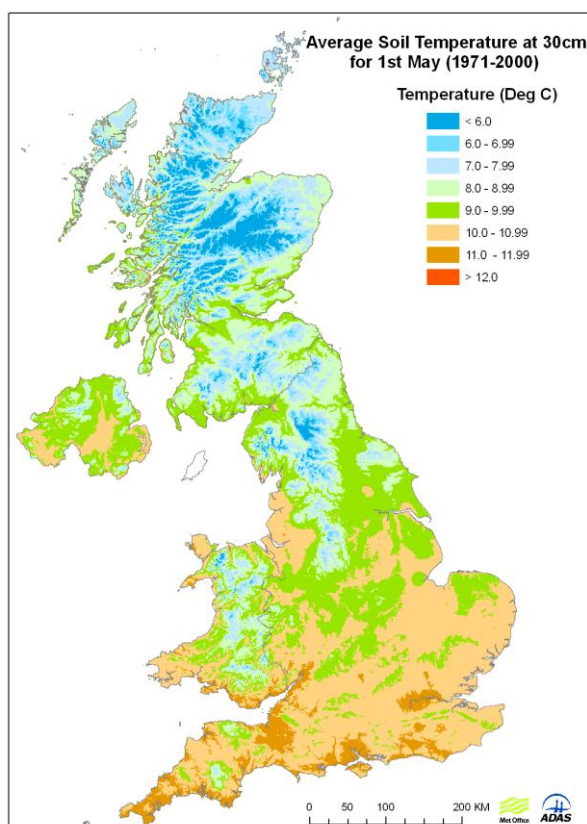 Average Soil Temperature at 30cm
for 1st May (1971-2000)
Temperature (Deg C)
< 6.0
6.0 - 6.99
7.0 - 7.99
8.0 - 8.99
9.0 - 9.99
10.0 - 10.99
11.0 - 11.99
> 12.0
0 50 100 200 KM
Met Office
ADAS